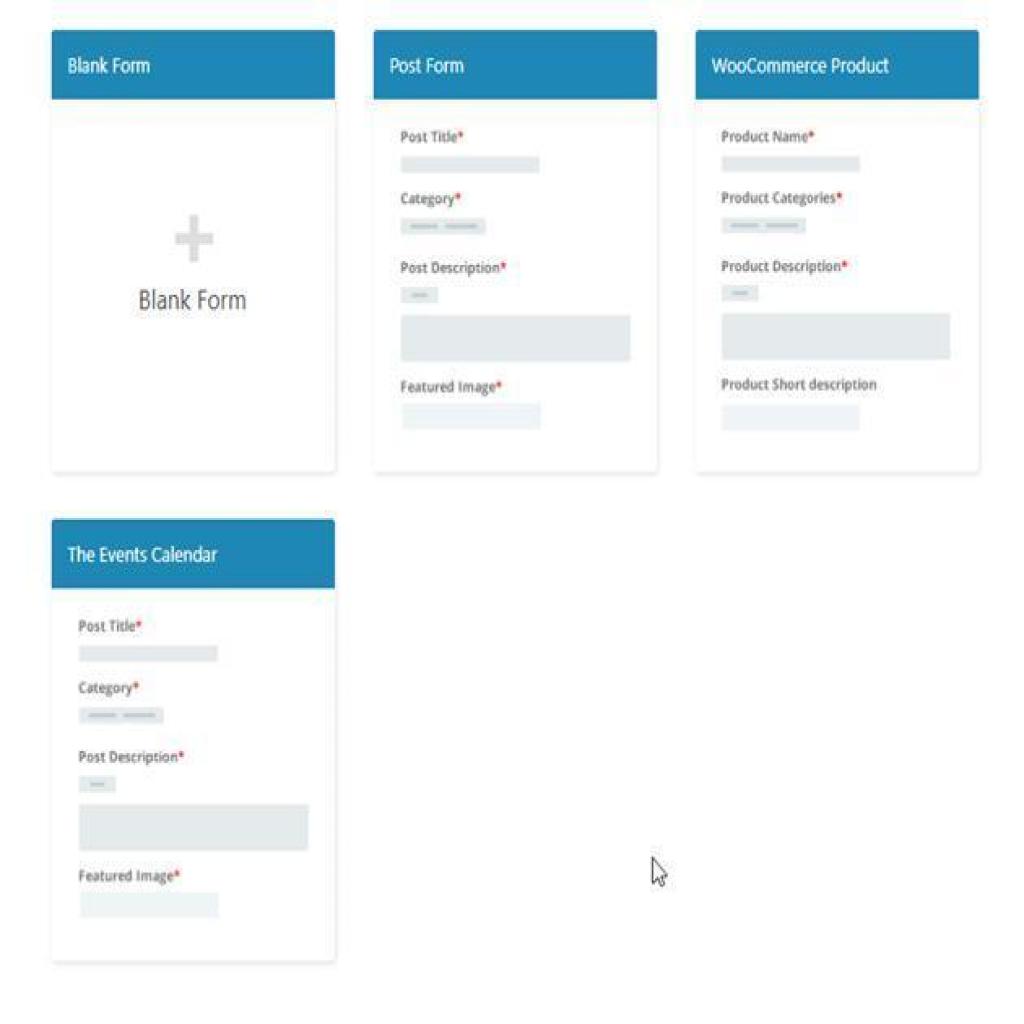 Blank Form
Blank Form
Post Form
Post Title*
Category*
Post Description*
Featured Image*
WooCommerce Product
Product Name*
Product Categories*
Product Description*
Product Short description
The Events Calendar
Post Title*
Category*
Post Description*
Featured Image*